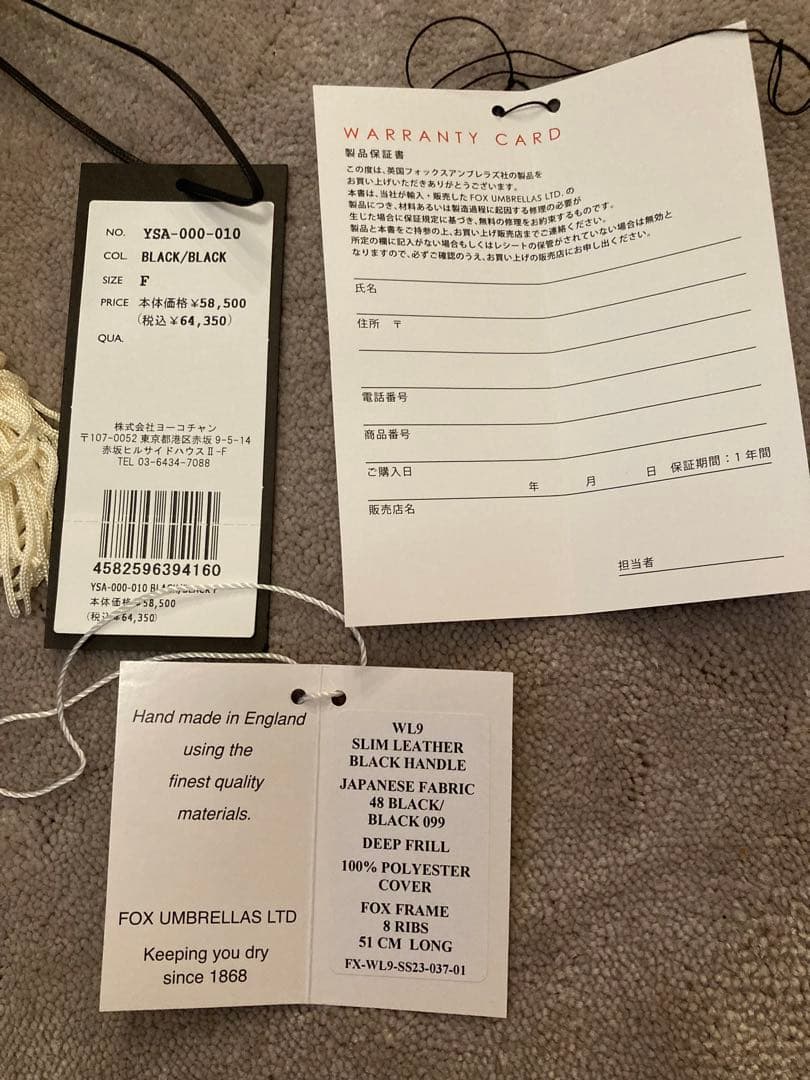 NO. YSA-000-010
COL. BLACK/BLACK
SIZE F
PRICE 本体価格¥58,500
(税込¥64,350)
QUA.
株式会社ヨーコチャン
〒107-0052 東京都港区赤坂 9-5-14
赤坂ヒルサイドハウスⅡ-F
TEL 03-6434-7088
4582596394160
YSA-000-010 BLACK/BLACK F
本体価格¥58,500
(税込¥64,350)
WARRANTY CARD
製品保証書
この度は、英国フォックスアンブレラズ社の製品を
お買い上げいただきありがとうございます。
本書は、当社が輸入・販売した FOX UMBRELLAS LTD. の
製品につき、材料あるいは製造過程に起因する修理の必要が
生じた場合に保証規定に基づき、無料の修理をお約束するものです。
製品と本書をご持参の上、お買い上げ販売店までご連絡ください。
所定の欄に記入がない場合もしくはレシートの保管がされていない場合は無効と
なりますので、必ずご確認のうえ、お買い上げの販売店にお申し出ください。
氏名
住所 〒
電話番号
商品番号
ご購入日
年 月 日 保証期間：1年間
販売店名
担当者
Hand made in England
using the
finest quality
materials.
FOX UMBRELLAS LTD
Keeping you dry
since 1868
WL9
SLIM LEATHER
BLACK HANDLE
JAPANESE FABRIC
48 BLACK/
BLACK 099
DEEP FRILL
100% POLYESTER
COVER
FOX FRAME
8 RIBS
51 CM LONG
FX-WL9-SS23-037-01